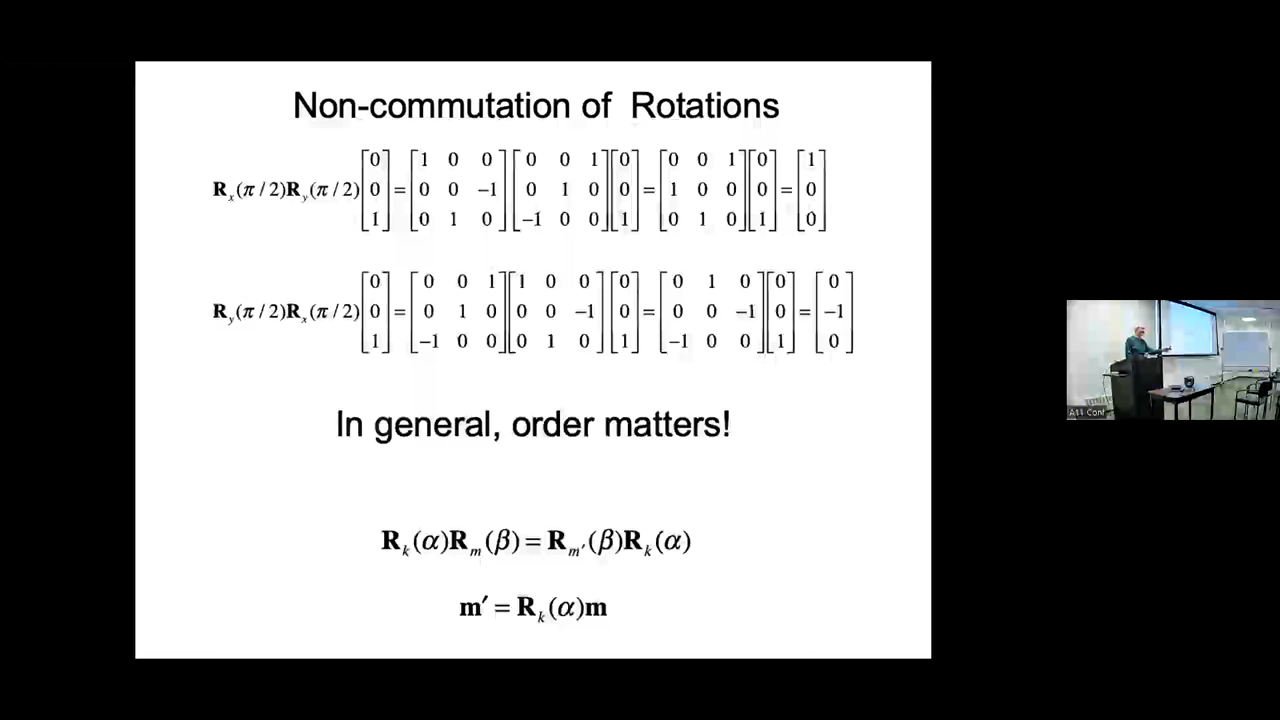 Non-commutation of Rotations
R_x(π/2)R_y(π/2) [0; 0; 1] = [1 0 0; 0 0 −1; 0 1 0] [0 0 1; 0 1 0; −1 0 0] [0; 0; 1] = [0 0 1; 1 0 0; 0 1 0] [0; 0; 1] = [1; 0; 0]
R_y(π/2)R_x(π/2) [0; 0; 1] = [0 0 1; 0 1 0; −1 0 0] [1 0 0; 0 0 −1; 0 1 0] [0; 0; 1] = [0 1 0; 0 0 −1; −1 0 0] [0; 0; 1] = [0; −1; 0]
In general, order matters!
R_k(α)R_m(β) = R_m′(β)R_k(α)
m′ = R_k(α)m